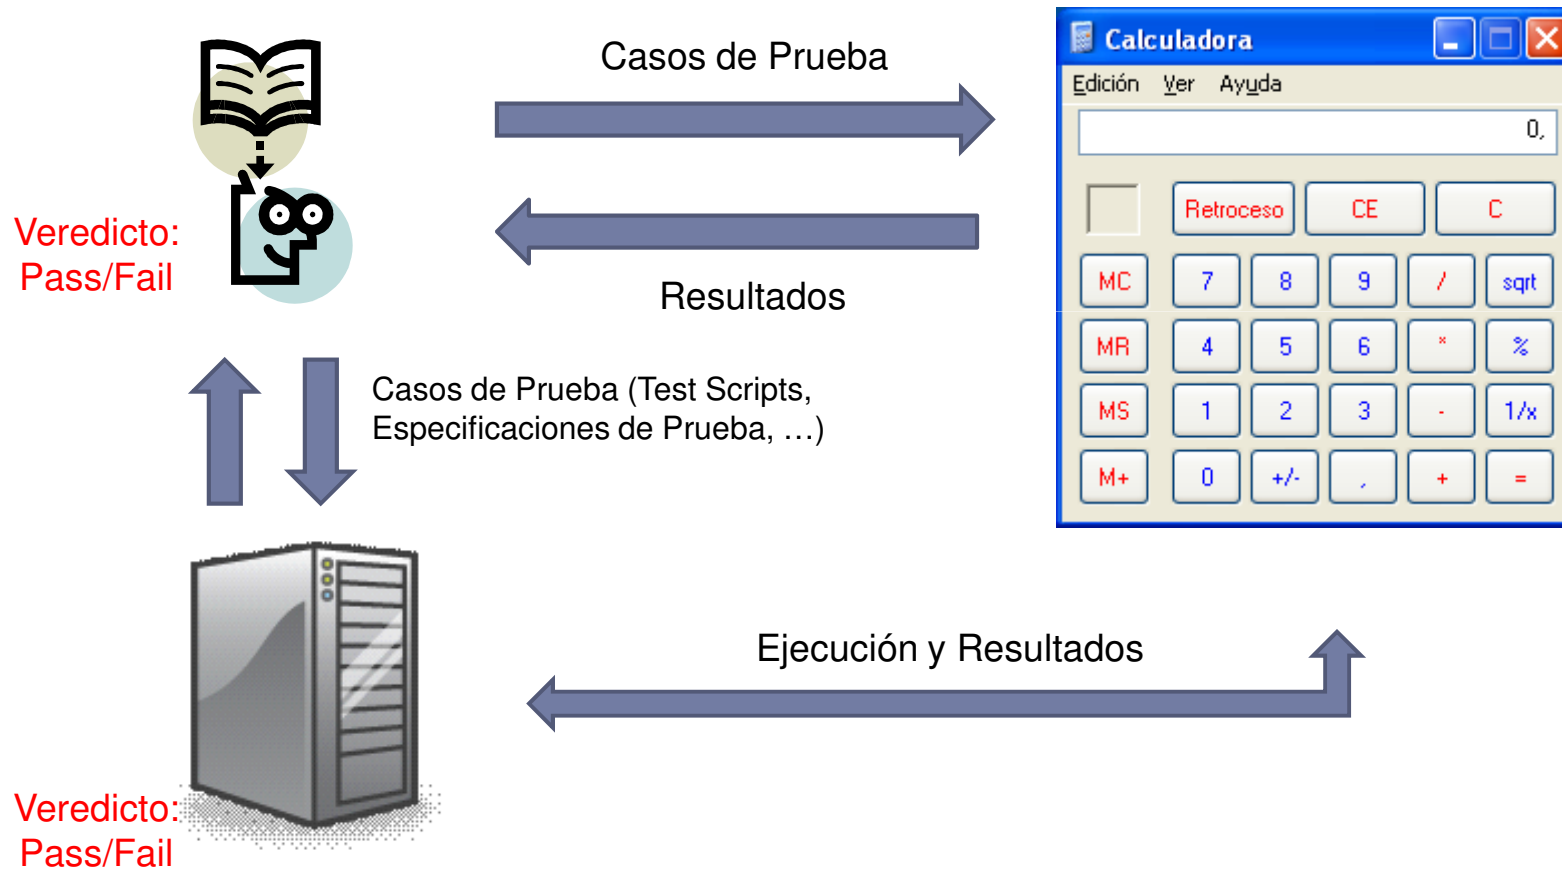 Casos de Prueba
Calculadora
Edición Ver Ayuda
0,
Retroceso CE C
MC 7 8 9 / sqrt
MR 4 5 6 * %
MS 1 2 3 - 1/x
M+ 0 +/- , + =
Veredicto:
Pass/Fail
Resultados
Casos de Prueba (Test Scripts,
Especificaciones de Prueba, …)
Ejecución y Resultados
Veredicto:
Pass/Fail